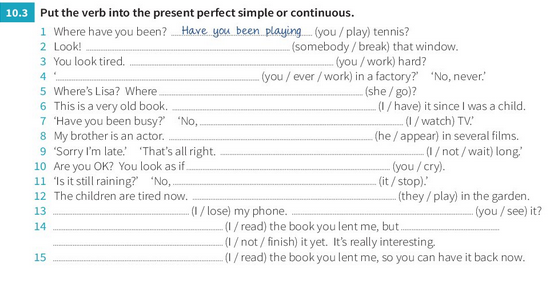 10.3 Put the verb into the present perfect simple or continuous.
1 Where have you been? Have you been playing (you / play) tennis?
2 Look! (somebody / break) that window.
3 You look tired. (you / work) hard?
4 ‘ (you / ever / work) in a factory?’ ‘No, never.’
5 Where’s Lisa? Where (she / go)?
6 This is a very old book. (I / have) it since I was a child.
7 ‘Have you been busy?’ ‘No, (I / watch) TV.’
8 My brother is an actor. (he / appear) in several films.
9 ‘Sorry I’m late.’ ‘That’s all right. (I / not / wait) long.’
10 Are you OK? You look as if (you / cry).
11 ‘Is it still raining?’ ‘No, (it / stop).’
12 The children are tired now. (they / play) in the garden.
13 (I / lose) my phone. (you / see) it?
14 (I / read) the book you lent me, but
(I / not / finish) it yet. It’s really interesting.
15 (I / read) the book you lent me, so you can have it back now.